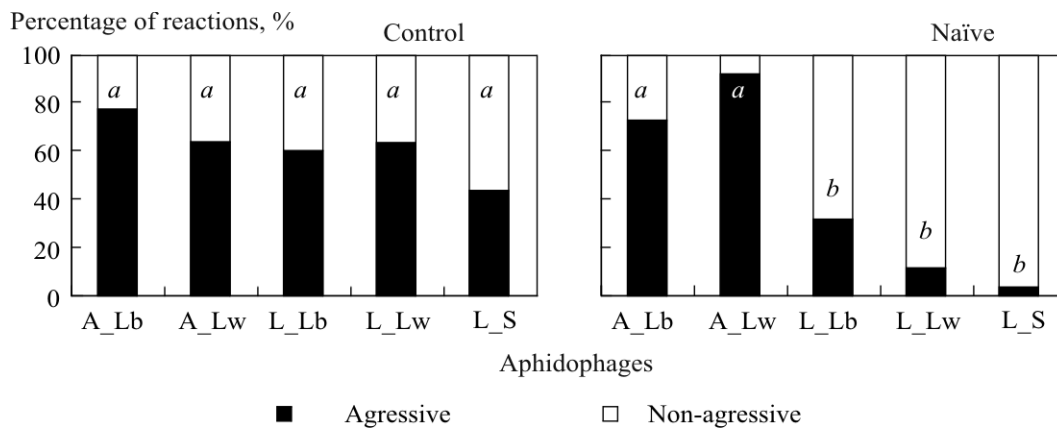 Percentage of reactions, %
Control
Naïve
100
80
60
40
20
0
a a a a a
a a b b b
A_Lb A_Lw L_Lb L_Lw L_S
A_Lb A_Lw L_Lb L_Lw L_S
Aphidophages
Agressive Non-agressive